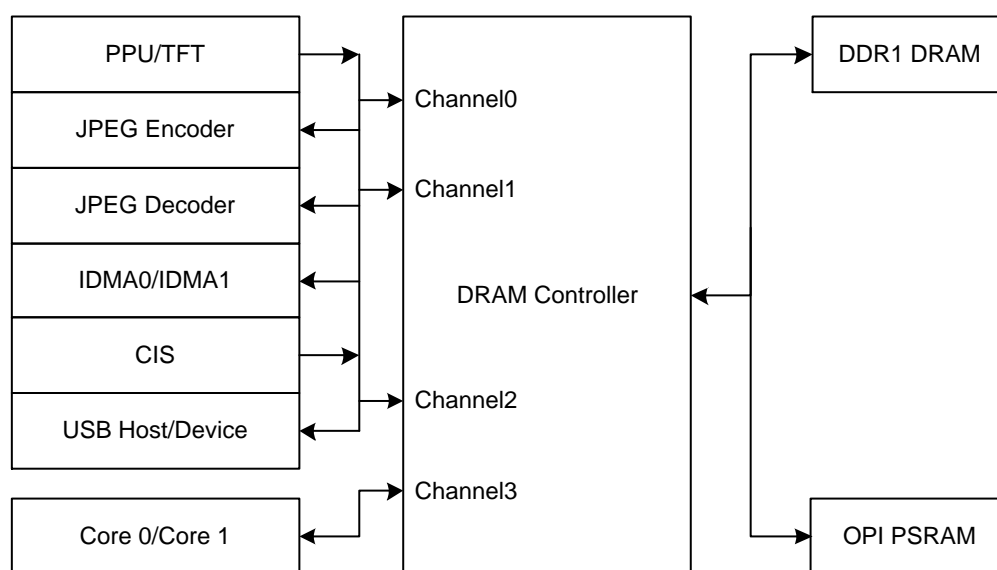 PPU/TFT
JPEG Encoder
JPEG Decoder
IDMA0/IDMA1
CIS
USB Host/Device
Core 0/Core 1
Channel0
Channel1
DRAM Controller
Channel2
Channel3
DDR1 DRAM
OPI PSRAM